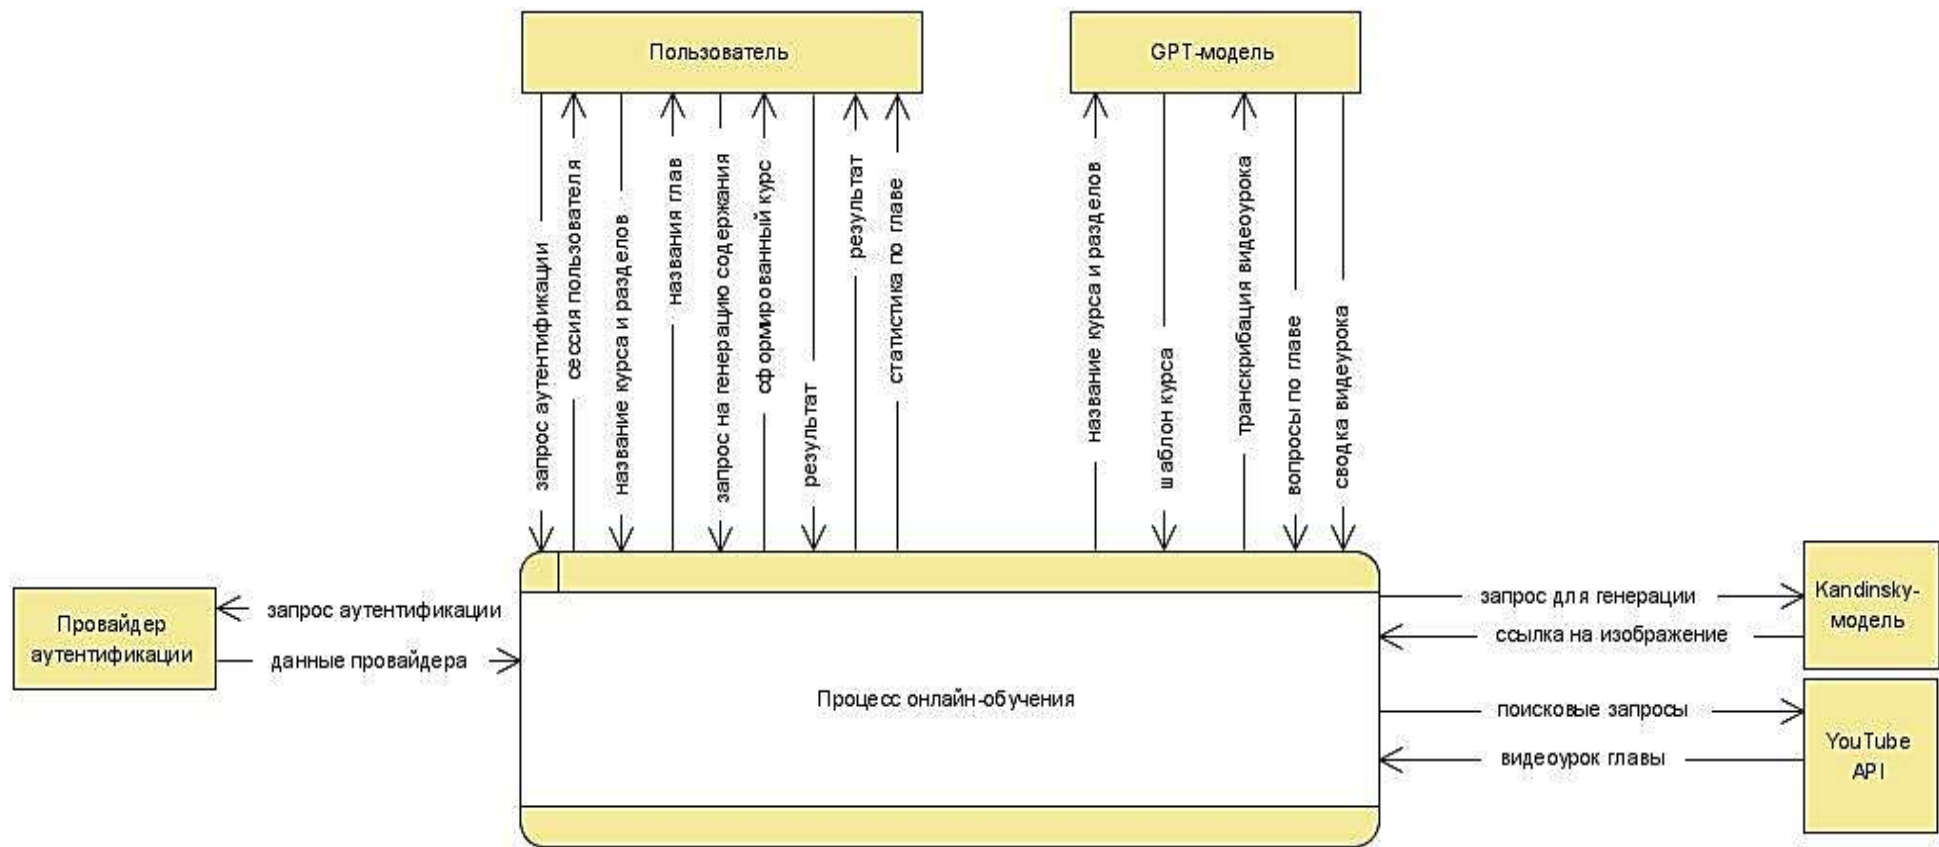 Пользователь
GPT-модель
запрос аутентификации
сессия пользователя
название курса и разделов
названия глав
запрос на генерацию содержания
сформированный курс
результат
результат
статистика по главе
название курса и разделов
шаблон курса
транскрибация видеоурока
вопросы по главе
сводка видеурока
Провайдер
аутентификации
запрос аутентификации
данные провайдера
Процесс онлайн-обучения
запрос для генерации
ссылка на изображение
Kandinsky-
модель
поисковые запросы
видеоурок главы
YouTube
API